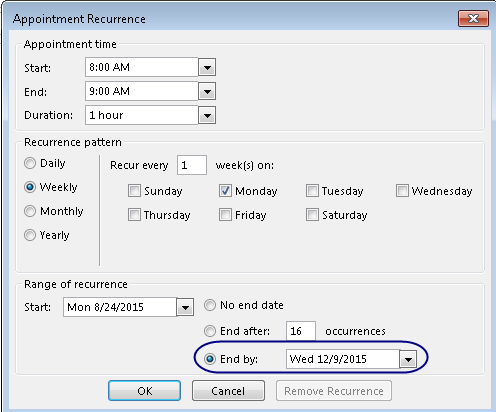 Appointment Recurrence
Appointment time
Start: 8:00 AM
End: 9:00 AM
Duration: 1 hour
Recurrence pattern
Daily
Recur every 1 week(s) on:
Weekly
Sunday Monday Tuesday Wednesday
Monthly
Thursday Friday Saturday
Yearly
Range of recurrence
Start: Mon 8/24/2015 No end date
End after: 16 occurrences
End by: Wed 12/9/2015
OK Cancel Remove Recurrence